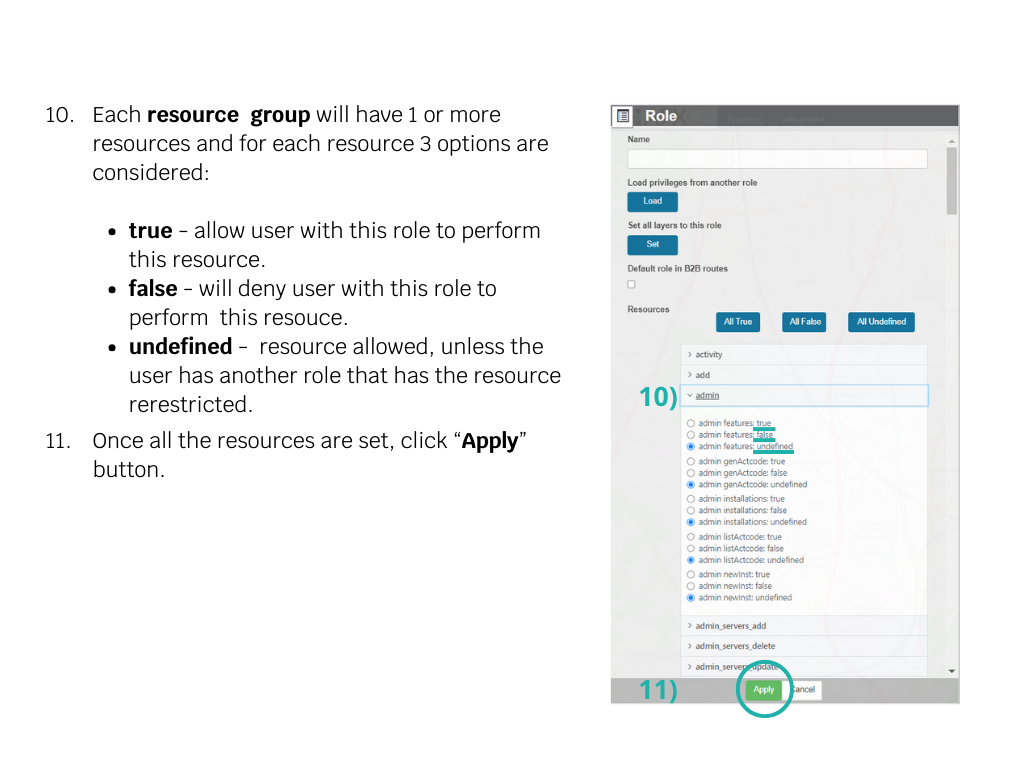 10. Each resource group will have 1 or more
resources and for each resource 3 options are
considered:
• true - allow user with this role to perform
this resource.
• false - will deny user with this role to
perform this resouce.
• undefined - resource allowed, unless the
user has another role that has the resource
rerestricted.
11. Once all the resources are set, click “Apply”
button.
Role
Name
Load privileges from another role
Load
Set all layers to this role
Set
Default role in B2B routes
Resources
All True All False All Undefined
> activity
> add
10)
admin
admin features: true
admin features: false
admin features: undefined
admin genActcode: true
admin genActcode: false
admin genActcode: undefined
admin installations: true
admin installations: false
admin installations: undefined
admin listActcode: true
admin listActcode: false
admin listActcode: undefined
admin newInst: true
admin newInst: false
admin newInst: undefined
> admin_servers_add
> admin_servers_delete
> admin_servers_update
11)
Apply Cancel